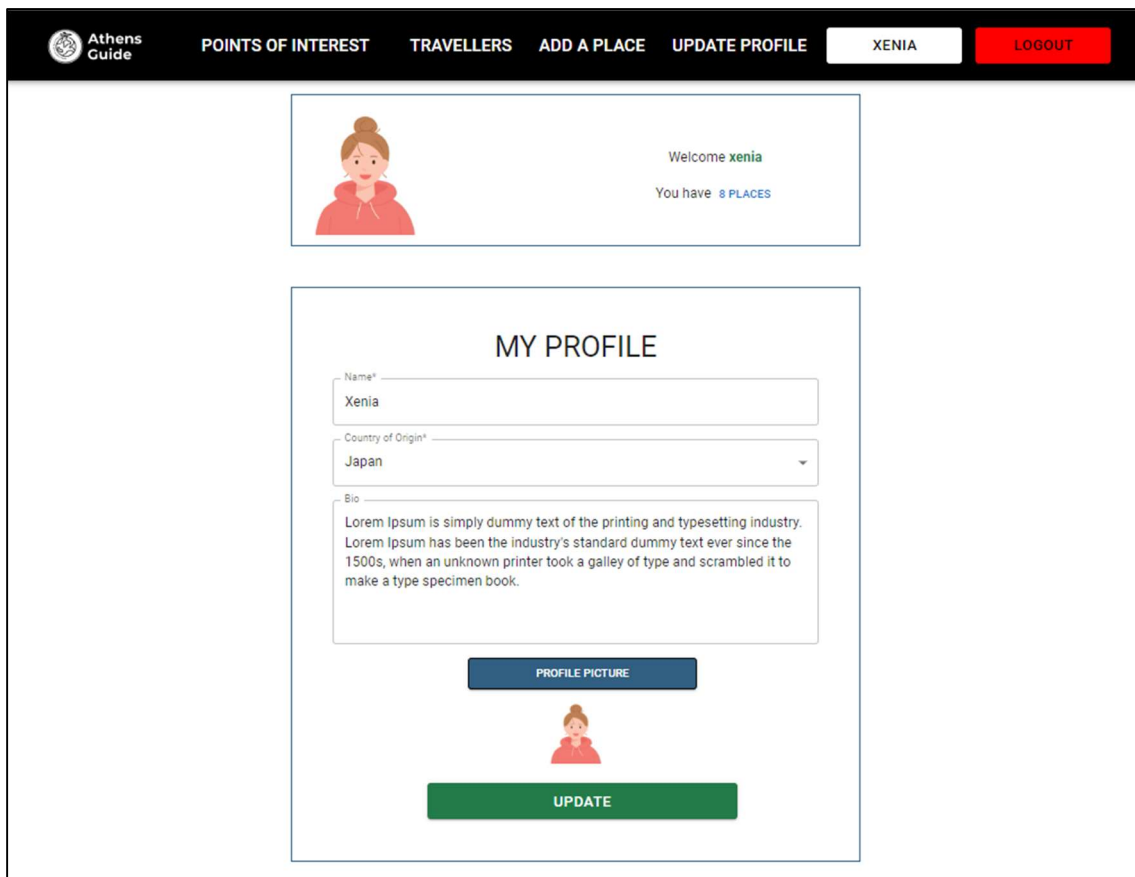 Athens
Guide
POINTS OF INTEREST TRAVELLERS ADD A PLACE UPDATE PROFILE XENIA LOGOUT
Welcome xenia
You have 8 PLACES
MY PROFILE
Name*
Xenia
Country of Origin*
Japan
Bio
Lorem Ipsum is simply dummy text of the printing and typesetting industry.
Lorem Ipsum has been the industry's standard dummy text ever since the
1500s, when an unknown printer took a galley of type and scrambled it to
make a type specimen book.
PROFILE PICTURE
UPDATE